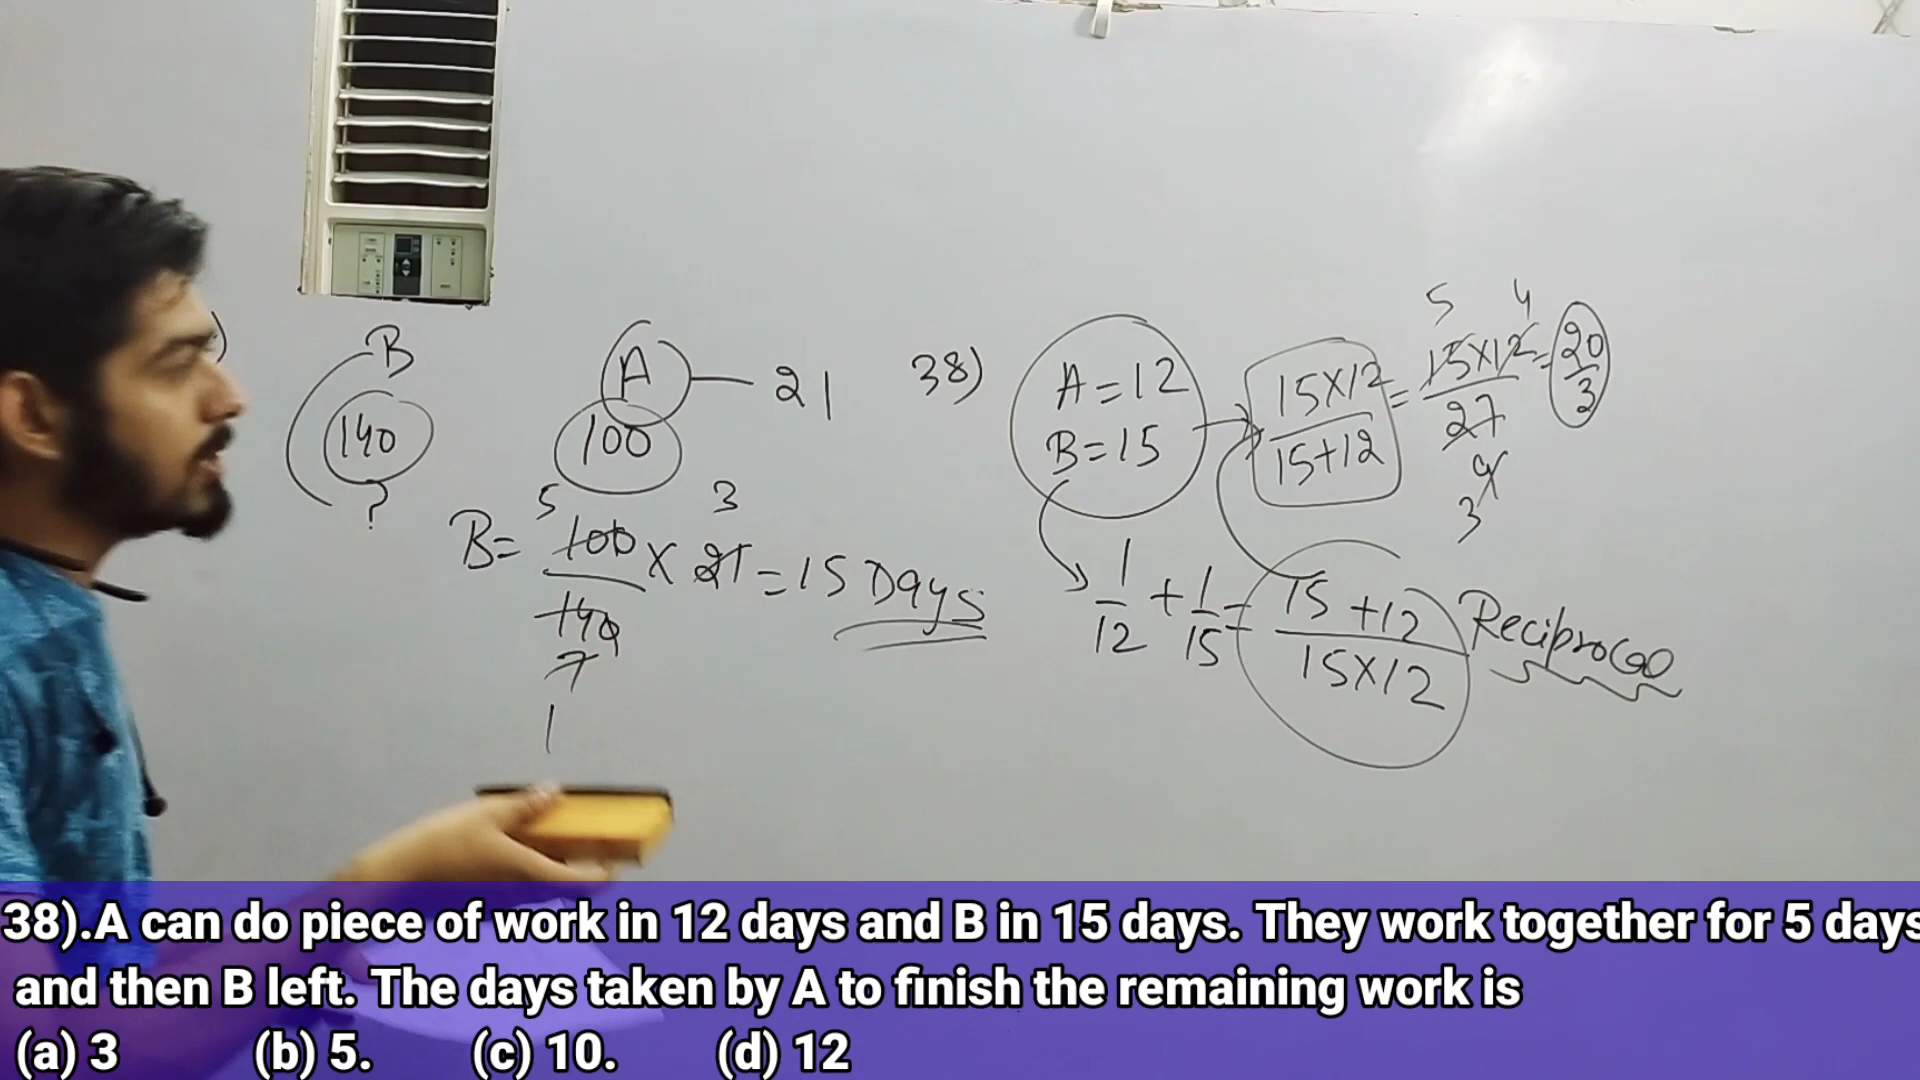 B
140
?
A — 21
100
5 3
B = 100/140 × 21 = 15 Days
7
1
38)
A = 12
B = 15
15×12/15+12 = 15×12/27 = 20/3
5 4
9
3
1/12 + 1/15 = 15+12/15×12
Reciprocal
38).A can do piece of work in 12 days and B in 15 days. They work together for 5 days
and then B left. The days taken by A to finish the remaining work is
(a) 3 (b) 5. (c) 10. (d) 12